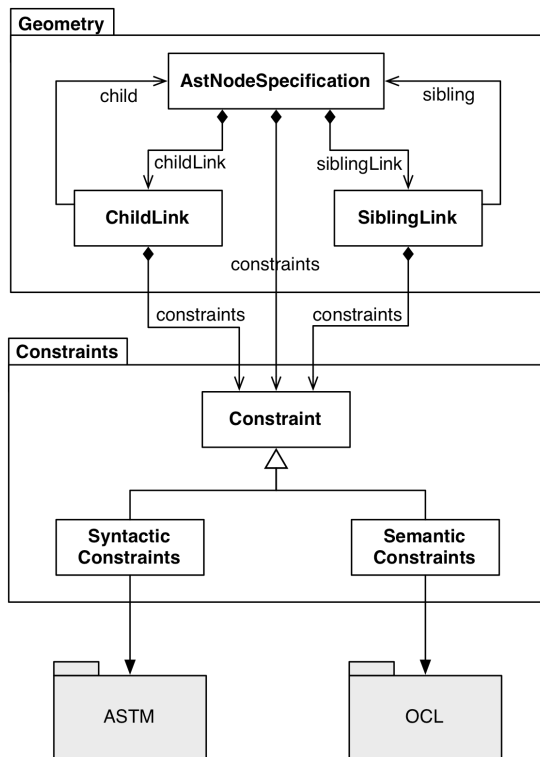 Geometry
AstNodeSpecification
child
sibling
childLink
siblingLink
ChildLink
SiblingLink
constraints
constraints
constraints
Constraints
Constraint
Syntactic
Constraints
Semantic
Constraints
ASTM
OCL